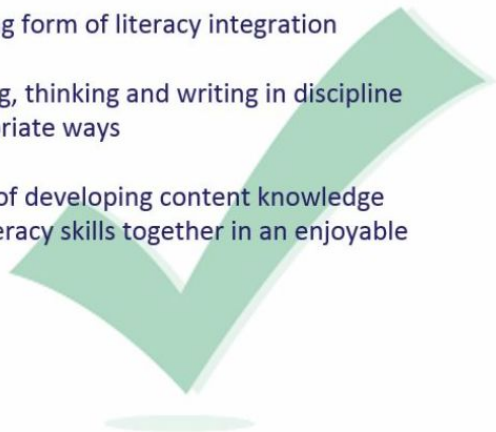 g form of literacy integration
g, thinking and writing in discipline
riate ways
of developing content knowledge
eracy skills together in an enjoyable